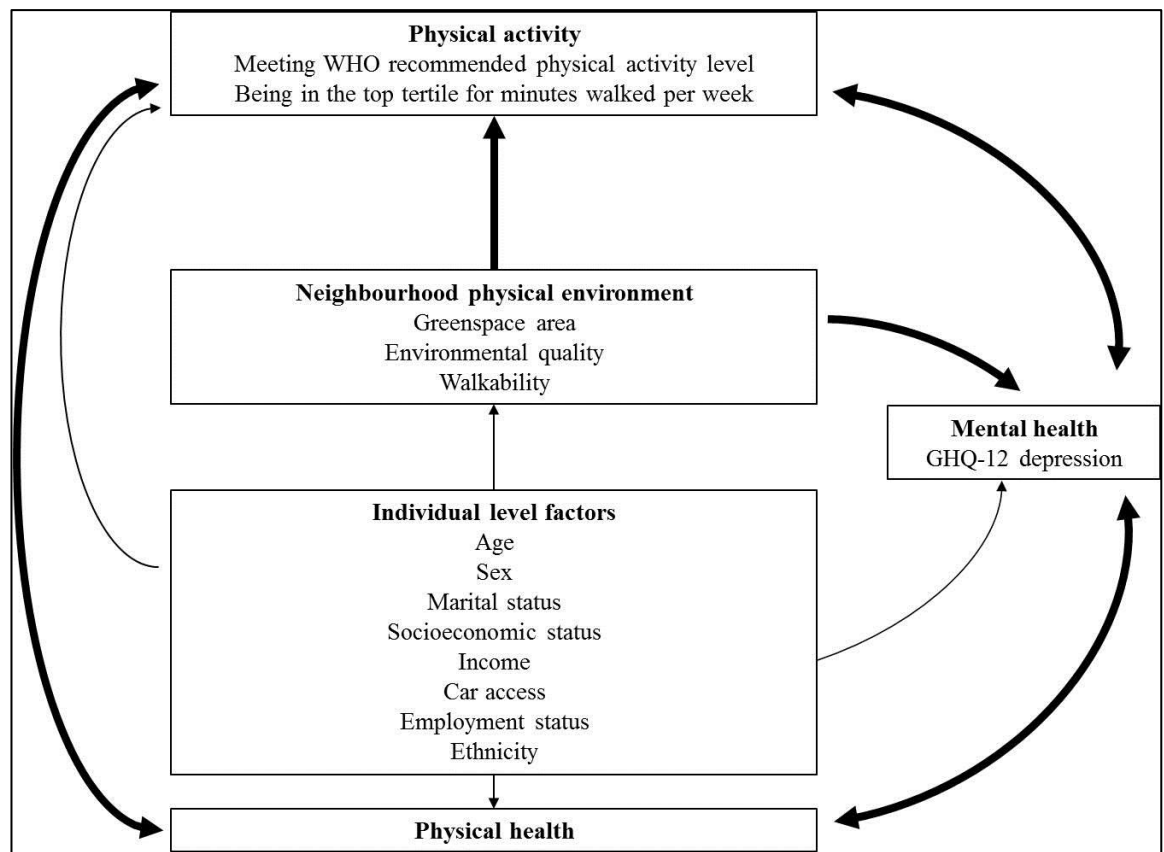 Physical activity
Meeting WHO recommended physical activity level
Being in the top tertile for minutes walked per week
Neighbourhood physical environment
Greenspace area
Environmental quality
Walkability
Mental health
GHQ-12 depression
Individual level factors
Age
Sex
Marital status
Socioeconomic status
Income
Car access
Employment status
Ethnicity
Physical health